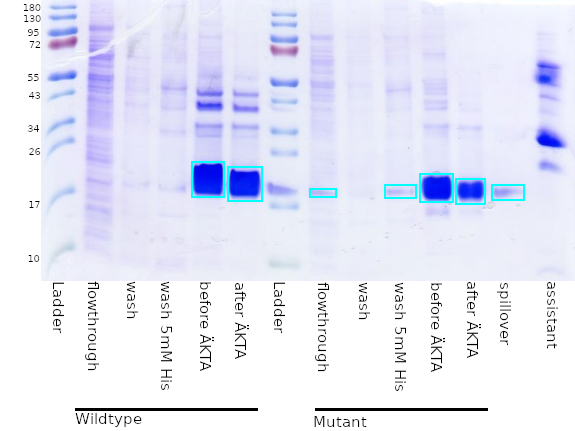 180
130
95
72
55
43
34
26
17
10
Ladder
flowthrough
wash
wash 5mM His
before ÄKTA
after ÄKTA
Ladder
flowthrough
wash
wash 5mM His
before ÄKTA
after ÄKTA
spillover
assistant
Wildtype
Mutant